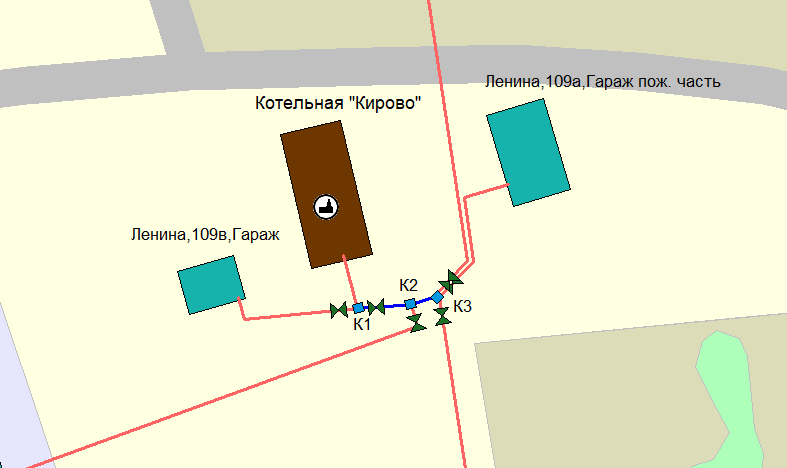 Ленина,109а,Гараж пож. часть
Котельная "Кирово"
Ленина,109в,Гараж
К2
К3
К1